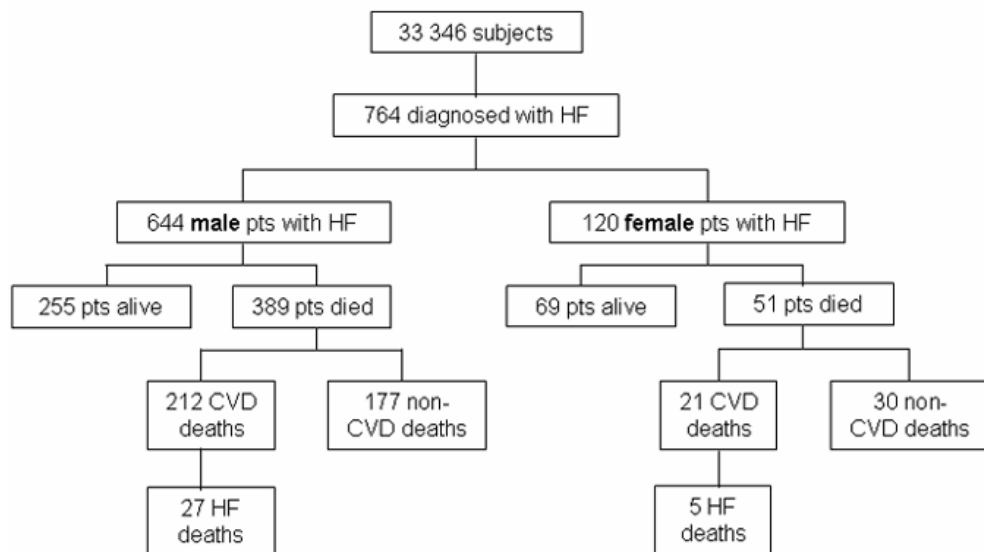 33 346 subjects
764 diagnosed with HF
644 male pts with HF
120 female pts with HF
255 pts alive
389 pts died
69 pts alive
51 pts died
212 CVD
deaths
177 non-
CVD deaths
21 CVD
deaths
30 non-
CVD deaths
27 HF
deaths
5 HF
deaths